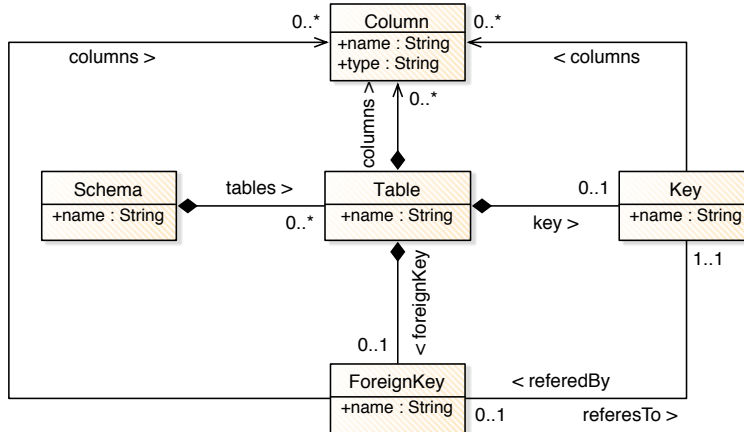 0..*
Column
0..*
+name : String
+type : String
columns >
< columns
columns >
0..*
Schema
+name : String
tables >
0..*
Table
+name : String
0..1
key >
Key
+name : String
1..1
< foreignKey
0..1
ForeignKey
+name : String
< referedBy
0..1
referesTo >